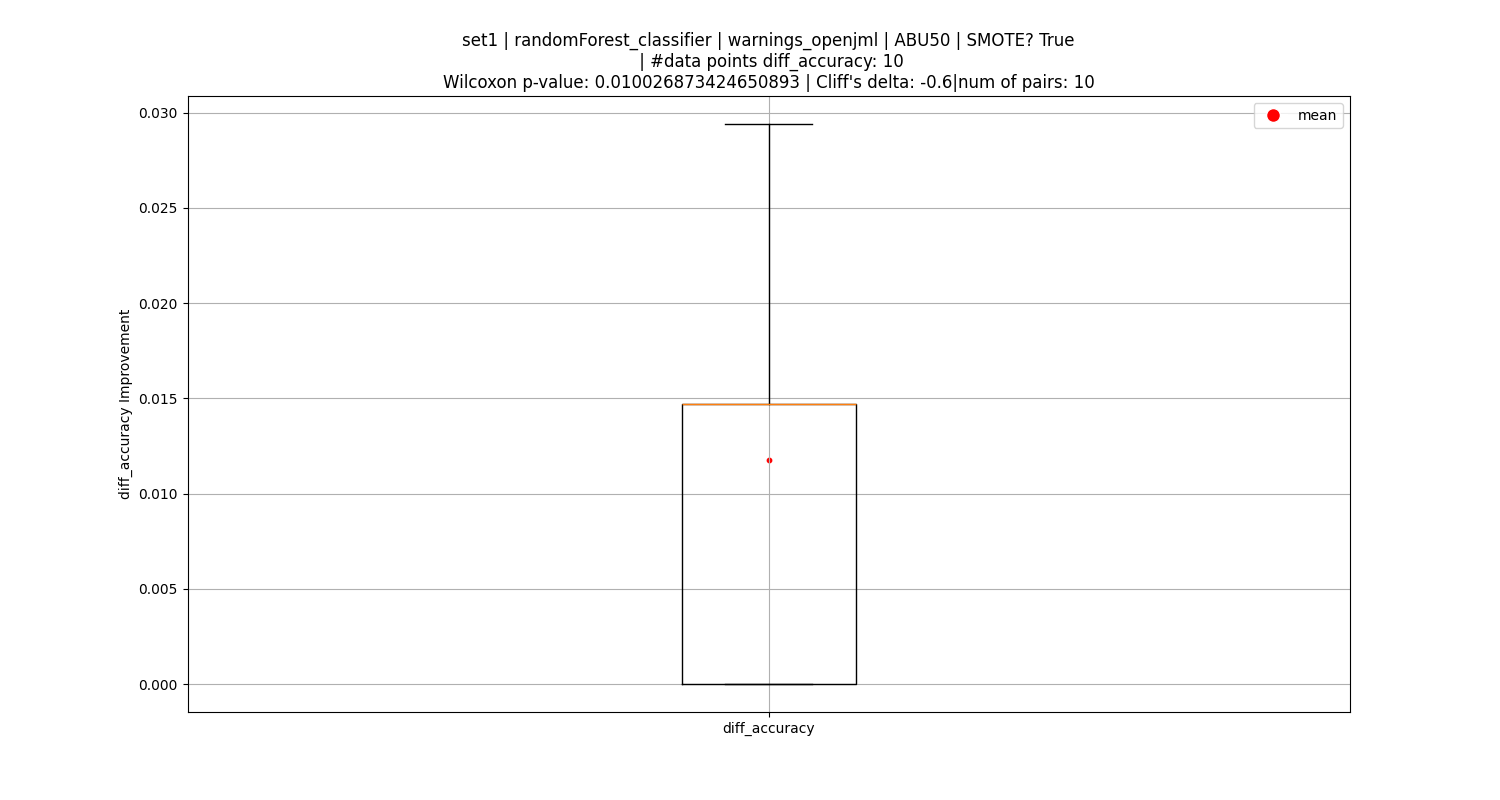 set1 | randomForest_classifier | warnings_openjml | ABU50 | SMOTE? True
| #data points diff_accuracy: 10
Wilcoxon p-value: 0.010026873424650893 | Cliff's delta: -0.6|num of pairs: 10
mean
0.030
0.025
0.020
0.015
0.010
0.005
0.000
diff_accuracy Improvement
diff_accuracy